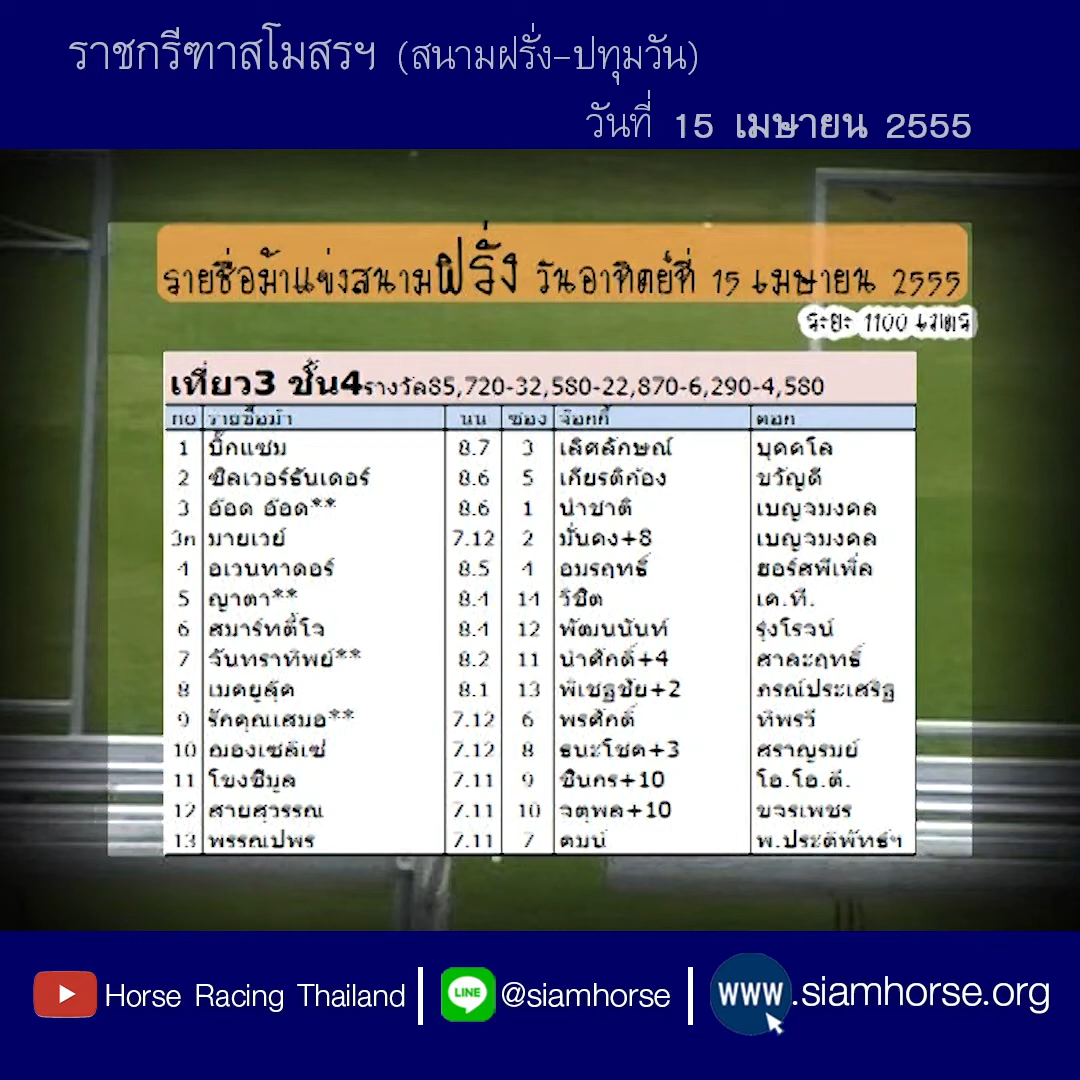 ราชกรีฑาสโมสรฯ (สนามฝรั่ง-ปทุมวัน)
วันที่ 15 เมษายน 2555
รายชื่อม้าแข่งสนามฝรั่ง วันอาทิตย์ที่ 15 เมษายน 2555
ระยะ 1100 เมตร
เที่ยว3 ชั้น4รางวัล85,720-32,580-22,870-6,290-4,580
no รายชื่อม้า นน ช่อง จ๊อกกี้ คอก
1 บิ๊กแชม 8.7 3 เลิศลักษณ์ บุคคโล
2 ซิลเวอร์ธันเดอร์ 8.6 5 เกียรติก้อง ขวัญดี
3 อ๊อด อ๊อด** 8.6 1 นำชาติ เบญจมงคล
3ก มายเวย์ 7.12 2 มั่นคง+8 เบญจมงคล
4 อเวนทาดอร์ 8.5 4 อมรฤทธิ์ ฮอร์สพีเพิ่ล
5 ญาตา** 8.4 14 วิชิต เค.ที.
6 สมาร์ทตี้โจ 8.4 12 พัฒนนันท์ รุ่งโรจน์
7 จันทราทิพย์** 8.2 11 นำศักดิ์+4 สาละฤทธิ์
8 เมคยูลุ๊ค 8.1 13 พิเชฐชัย+2 ภรณ์ประเสริฐ
9 รักคุณเสมอ** 7.12 6 พรศักดิ์ ทิพรวี
10 ฌองเซลิเซ่ 7.12 8 ธนะโชค+3 สราญรมย์
11 โขงชีมูล 7.11 9 ชินกร+10 โอ.โอ.ดี.
12 สายสุวรรณ 7.11 10 จตุพล+10 ขจรเพชร
13 พรรณปพร 7.11 7 คมน์ พ.ประดิพัทธ์ฯ
Horse Racing Thailand
LINE @siamhorse
www.siamhorse.org